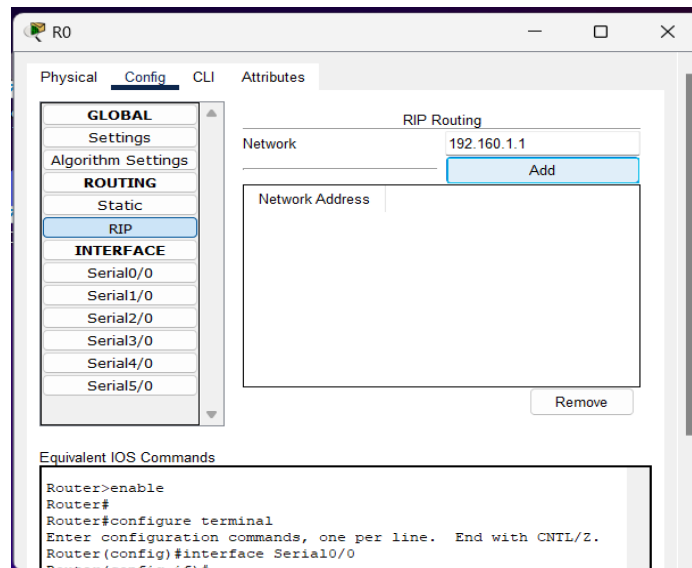 R0
Physical Config CLI Attributes
GLOBAL
Settings
Algorithm Settings
ROUTING
Static
RIP
INTERFACE
Serial0/0
Serial1/0
Serial2/0
Serial3/0
Serial4/0
Serial5/0
RIP Routing
Network 192.160.1.1
Add
Network Address
Remove
Equivalent IOS Commands
Router>enable
Router#
Router#configure terminal
Enter configuration commands, one per line. End with CNTL/Z.
Router(config)#interface Serial0/0
Router(config-if)#